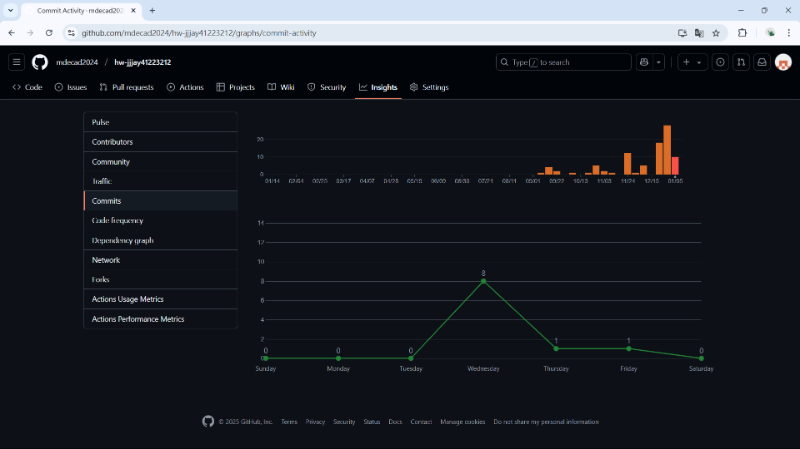 Commit Activity · mdecad202
github.com/mdecad2024/hw-jjjay41223212/graphs/commit-activity
mdecad2024 / hw-jjjay41223212
Type / to search
Code Issues Pull requests Actions Projects Wiki Security Insights Settings
Pulse
Contributors
Community
Traffic
Commits
Code frequency
Dependency graph
Network
Forks
Actions Usage Metrics
Actions Performance Metrics
20
10
0
01/14 02/04 02/25 03/17 04/07 04/28 05/19 06/09 06/30 07/21 08/11 09/01 09/22 10/13 11/03 11/24 12/15 01/05
14
12
10
8
6
4
2
0
0 0 0 8 1 1 0
Sunday Monday Tuesday Wednesday Thursday Friday Saturday
© 2025 GitHub, Inc. Terms Privacy Security Status Docs Contact Manage cookies Do not share my personal information